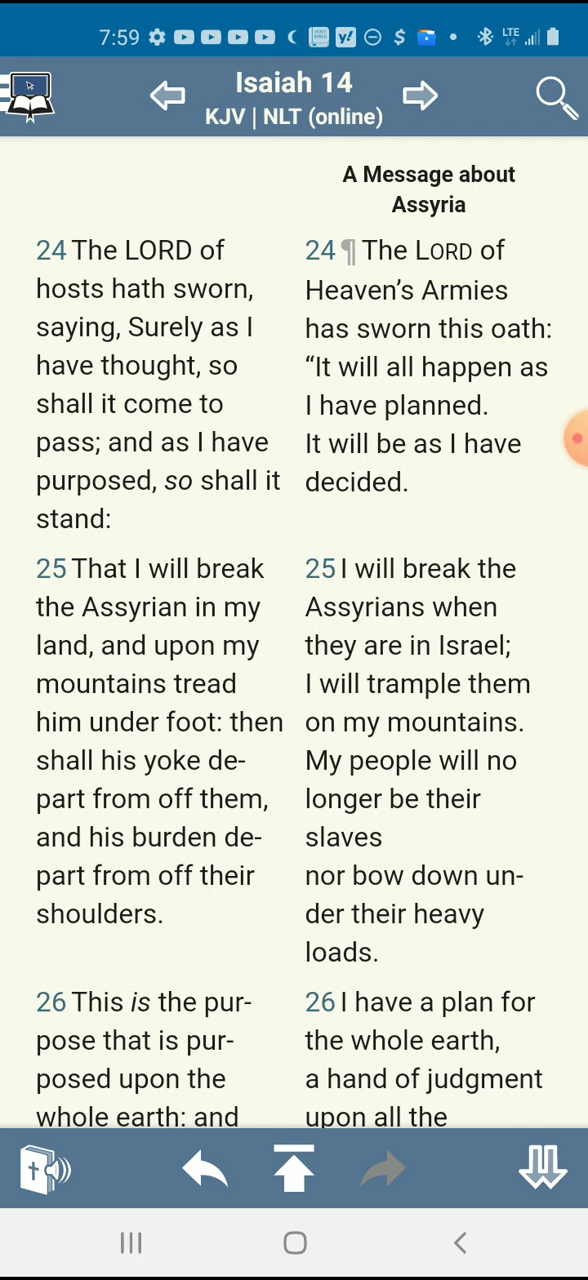 7:59
LTE
Isaiah 14
KJV | NLT (online)
A Message about
Assyria
24 The LORD of
hosts hath sworn,
saying, Surely as I
have thought, so
shall it come to
pass; and as I have
purposed, so shall it
stand:
24 ¶ The LORD of
Heaven’s Armies
has sworn this oath:
“It will all happen as
I have planned.
It will be as I have
decided.
25 That I will break
the Assyrian in my
land, and upon my
mountains tread
him under foot: then
shall his yoke de-
part from off them,
and his burden de-
part from off their
shoulders.
25 I will break the
Assyrians when
they are in Israel;
I will trample them
on my mountains.
My people will no
longer be their
slaves
nor bow down un-
der their heavy
loads.
26 This is the pur-
pose that is pur-
posed upon the
whole earth: and
26 I have a plan for
the whole earth,
a hand of judgment
upon all the